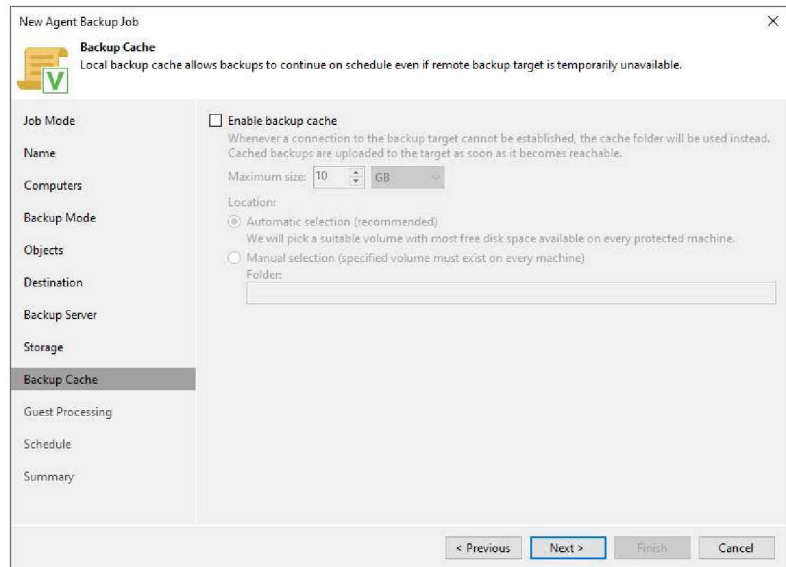 New Agent Backup Job
Backup Cache
Local backup cache allows backups to continue on schedule even if remote backup target is temporarily unavailable.
V
Job Mode
Name
Computers
Backup Mode
Objects
Destination
Backup Server
Storage
Backup Cache
Guest Processing
Schedule
Summary
Enable backup cache
Whenever a connection to the backup target cannot be established, the cache folder will be used instead.
Cached backups are uploaded to the target as soon as it becomes reachable.
Maximum size: 10 GB
Location:
Automatic selection (recommended)
We will pick a suitable volume with most free disk space available on every protected machine.
Manual selection (specified volume must exist on every machine)
Folder:
< Previous Next > Finish Cancel